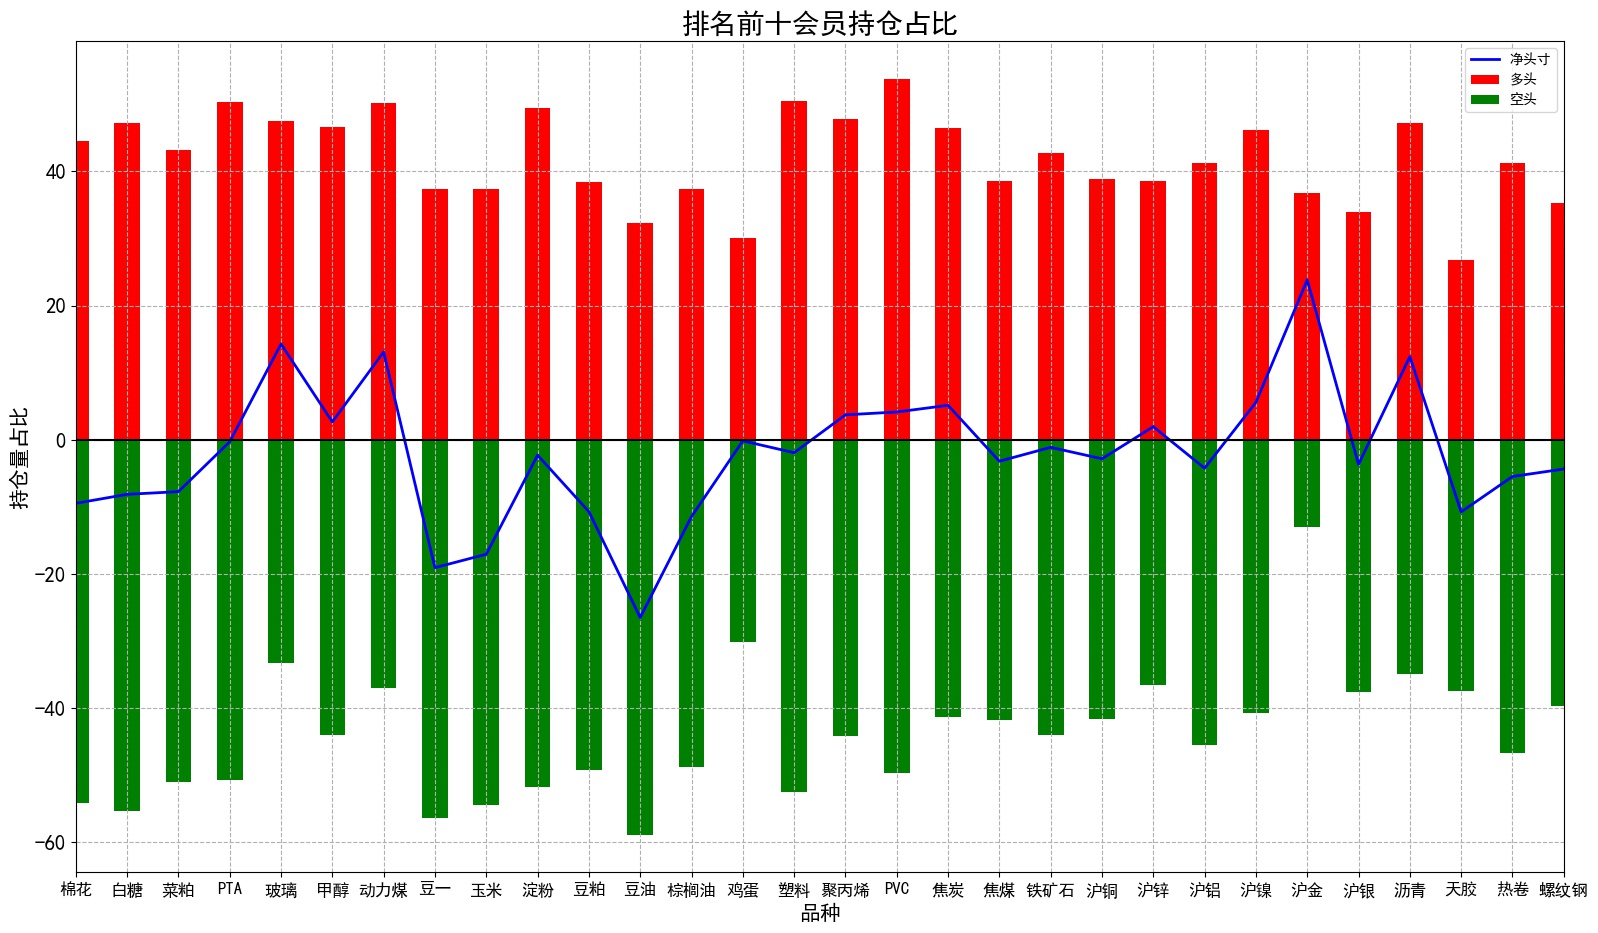 排名前十会员持仓占比
净头寸
多头
空头
40
20
0
−20
−40
−60
持仓量占比
棉花 白糖 菜粕 PTA 玻璃 甲醇 动力煤 豆一 玉米 淀粉 豆粕 豆油 棕榈油 鸡蛋 塑料 聚丙烯 PVC 焦炭 焦煤 铁矿石 沪铜 沪锌 沪铝 沪镍 沪金 沪银 沥青 天胶 热卷 螺纹钢
品种